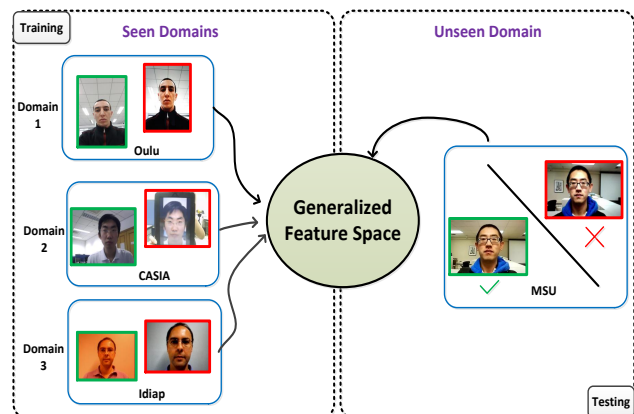 Training
Seen Domains
Unseen Domain
Domain
1
Oulu
Domain
2
CASIA
Domain
3
Idiap
Generalized
Feature Space
MSU
Testing